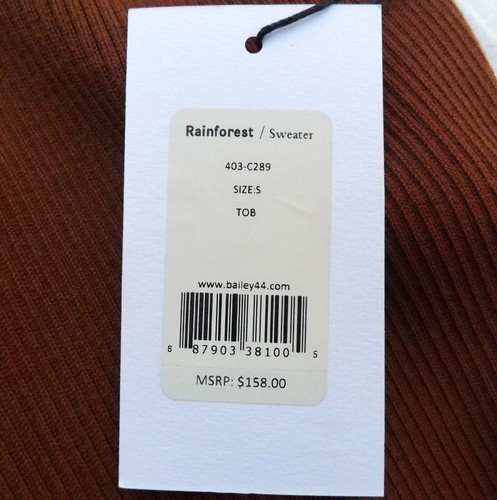 Rainforest / Sweater
403-C289
SIZE:S
TOB
www.bailey44.com
8 87903 38100 5
MSRP: $158.00